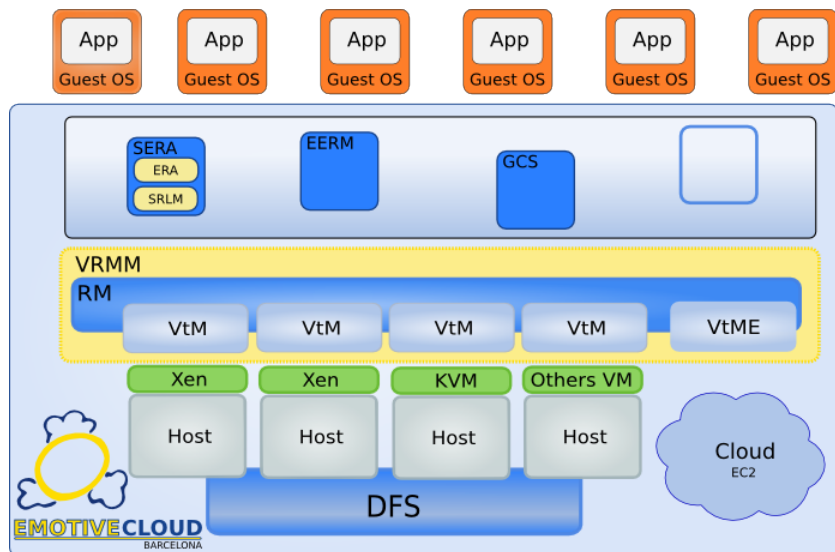 App
Guest OS
App
Guest OS
App
Guest OS
App
Guest OS
App
Guest OS
App
Guest OS
SERA
ERA
SRLM
EERM
GCS
VRMM
RM
VtM
VtM
VtM
VtM
VtME
Xen
Xen
KVM
Others VM
Host
Host
Host
Host
Cloud
EC2
DFS
EMOTIVECLOUD
BARCELONA